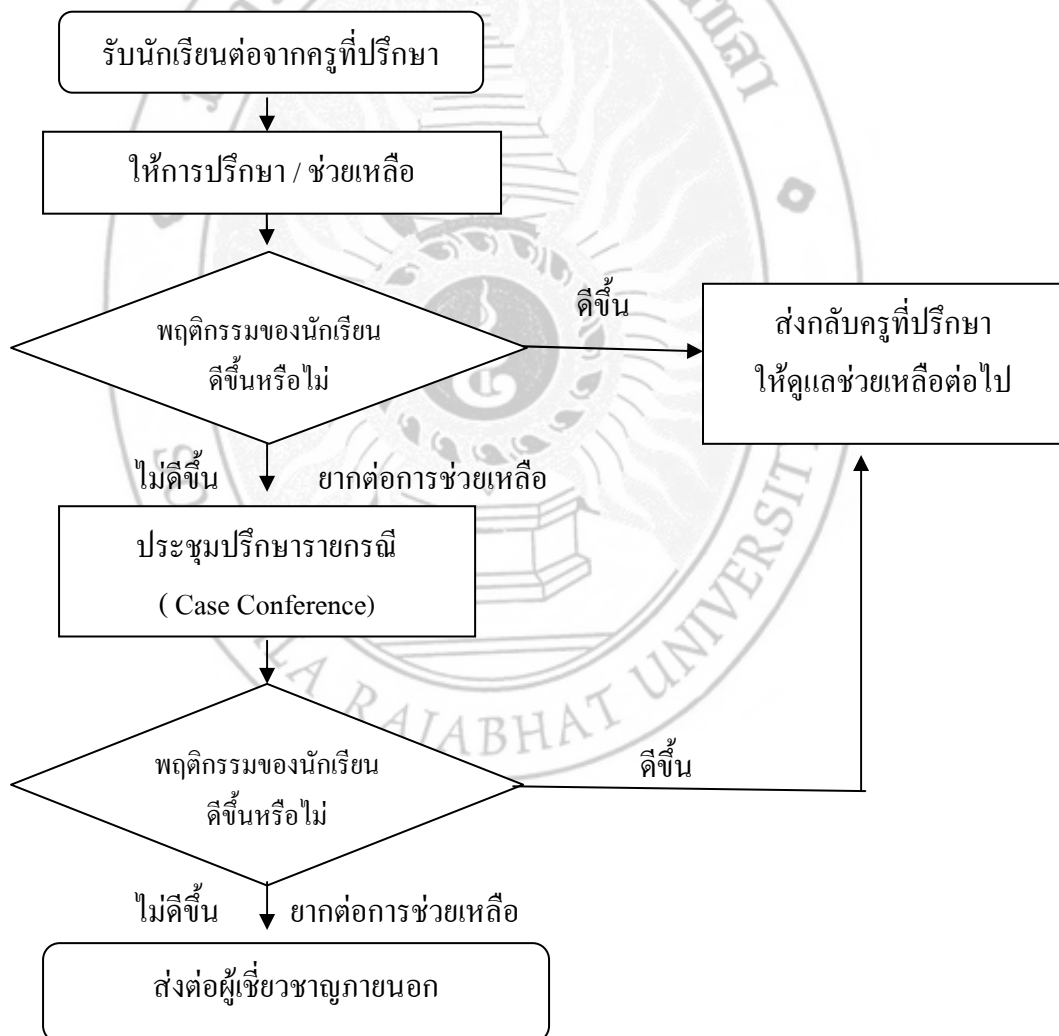 รับนักเรียนต่อจากครูที่ปรึกษา
ให้การปรึกษา / ช่วยเหลือ
พฤติกรรมของนักเรียน
ดีขึ้นหรือไม่
ดีขึ้น
ส่งกลับครูที่ปรึกษา
ให้ดูแลช่วยเหลือต่อไป
ไม่ดีขึ้น ยากต่อการช่วยเหลือ
ประชุมปรึกษารายกรณี
( Case Conference)
พฤติกรรมของนักเรียน
ดีขึ้นหรือไม่
ดีขึ้น
ไม่ดีขึ้น ยากต่อการช่วยเหลือ
ส่งต่อผู้เชี่ยวชาญภายนอก
RAJABHAT UNIVERSIT